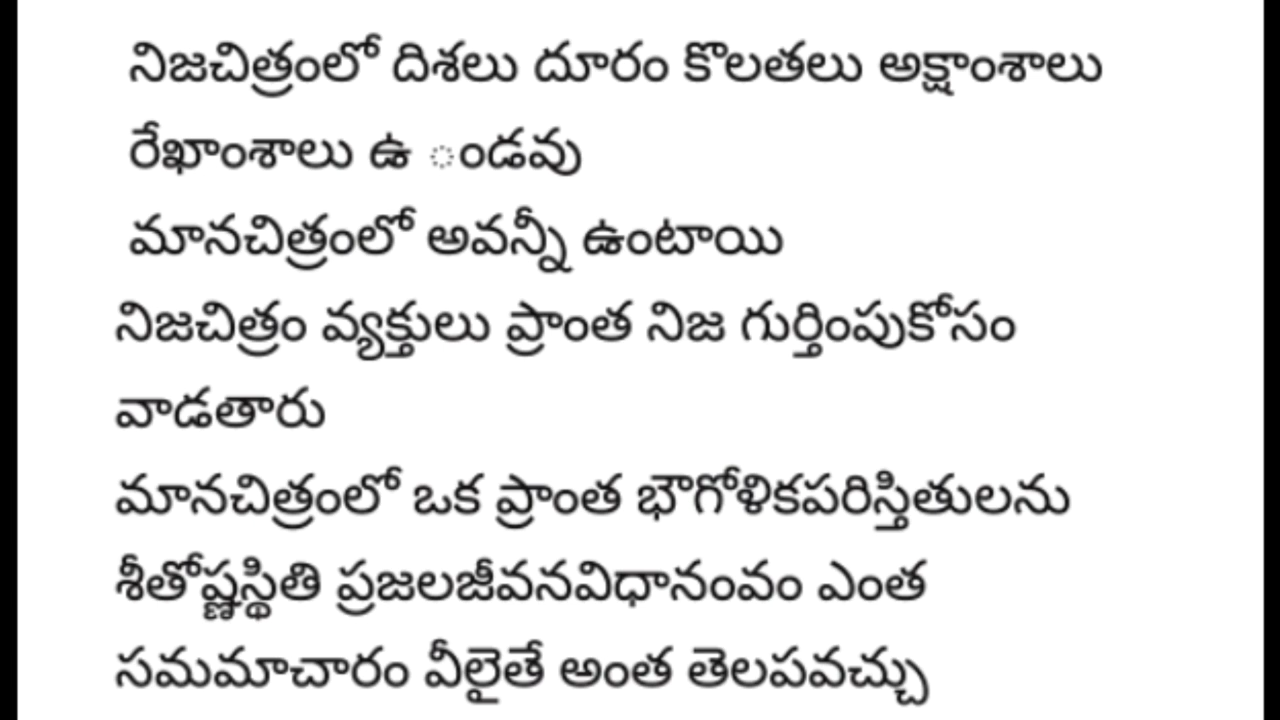 నిజచిత్రంలో దిశలు దూరం కొలతలు అక్షాంశాలు
రేఖాంశాలు ఉ ండవు
మానచిత్రంలో అవన్నీ ఉంటాయి
నిజచిత్రం వ్యక్తులు ప్రాంత నిజ గుర్తింపుకోసం
వాడతారు
మానచిత్రంలో ఒక ప్రాంత భౌగోళికపరిస్తితులను
శీతోష్ణస్థితి ప్రజలజీవనవిధానంవం ఎంత
సమమాచారం వీలైతే అంత తెలపవచ్చు